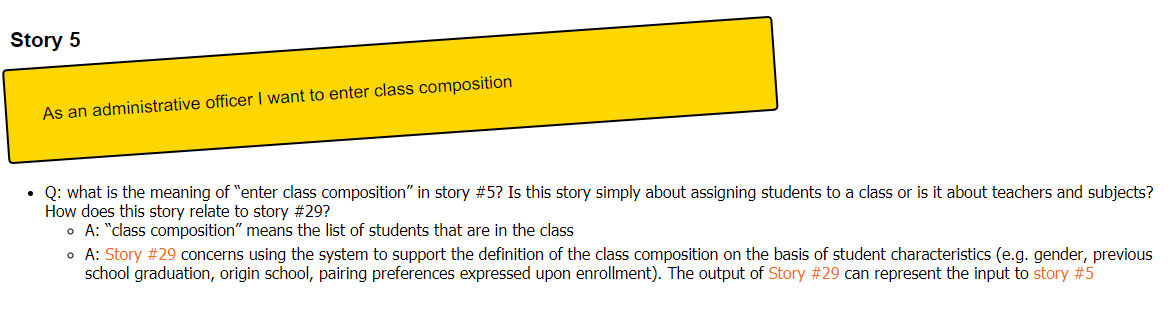 Story 5
As an administrative officer I want to enter class composition
• Q: what is the meaning of "enter class composition" in story #5? Is this story simply about assigning students to a class or is it about teachers and subjects?
How does this story relate to story #29?
◦ A: "class composition" means the list of students that are in the class
◦ A: Story #29 concerns using the system to support the definition of the class composition on the basis of student characteristics (e.g. gender, previous
school graduation, origin school, pairing preferences expressed upon enrollment). The output of Story #29 can represent the input to story #5